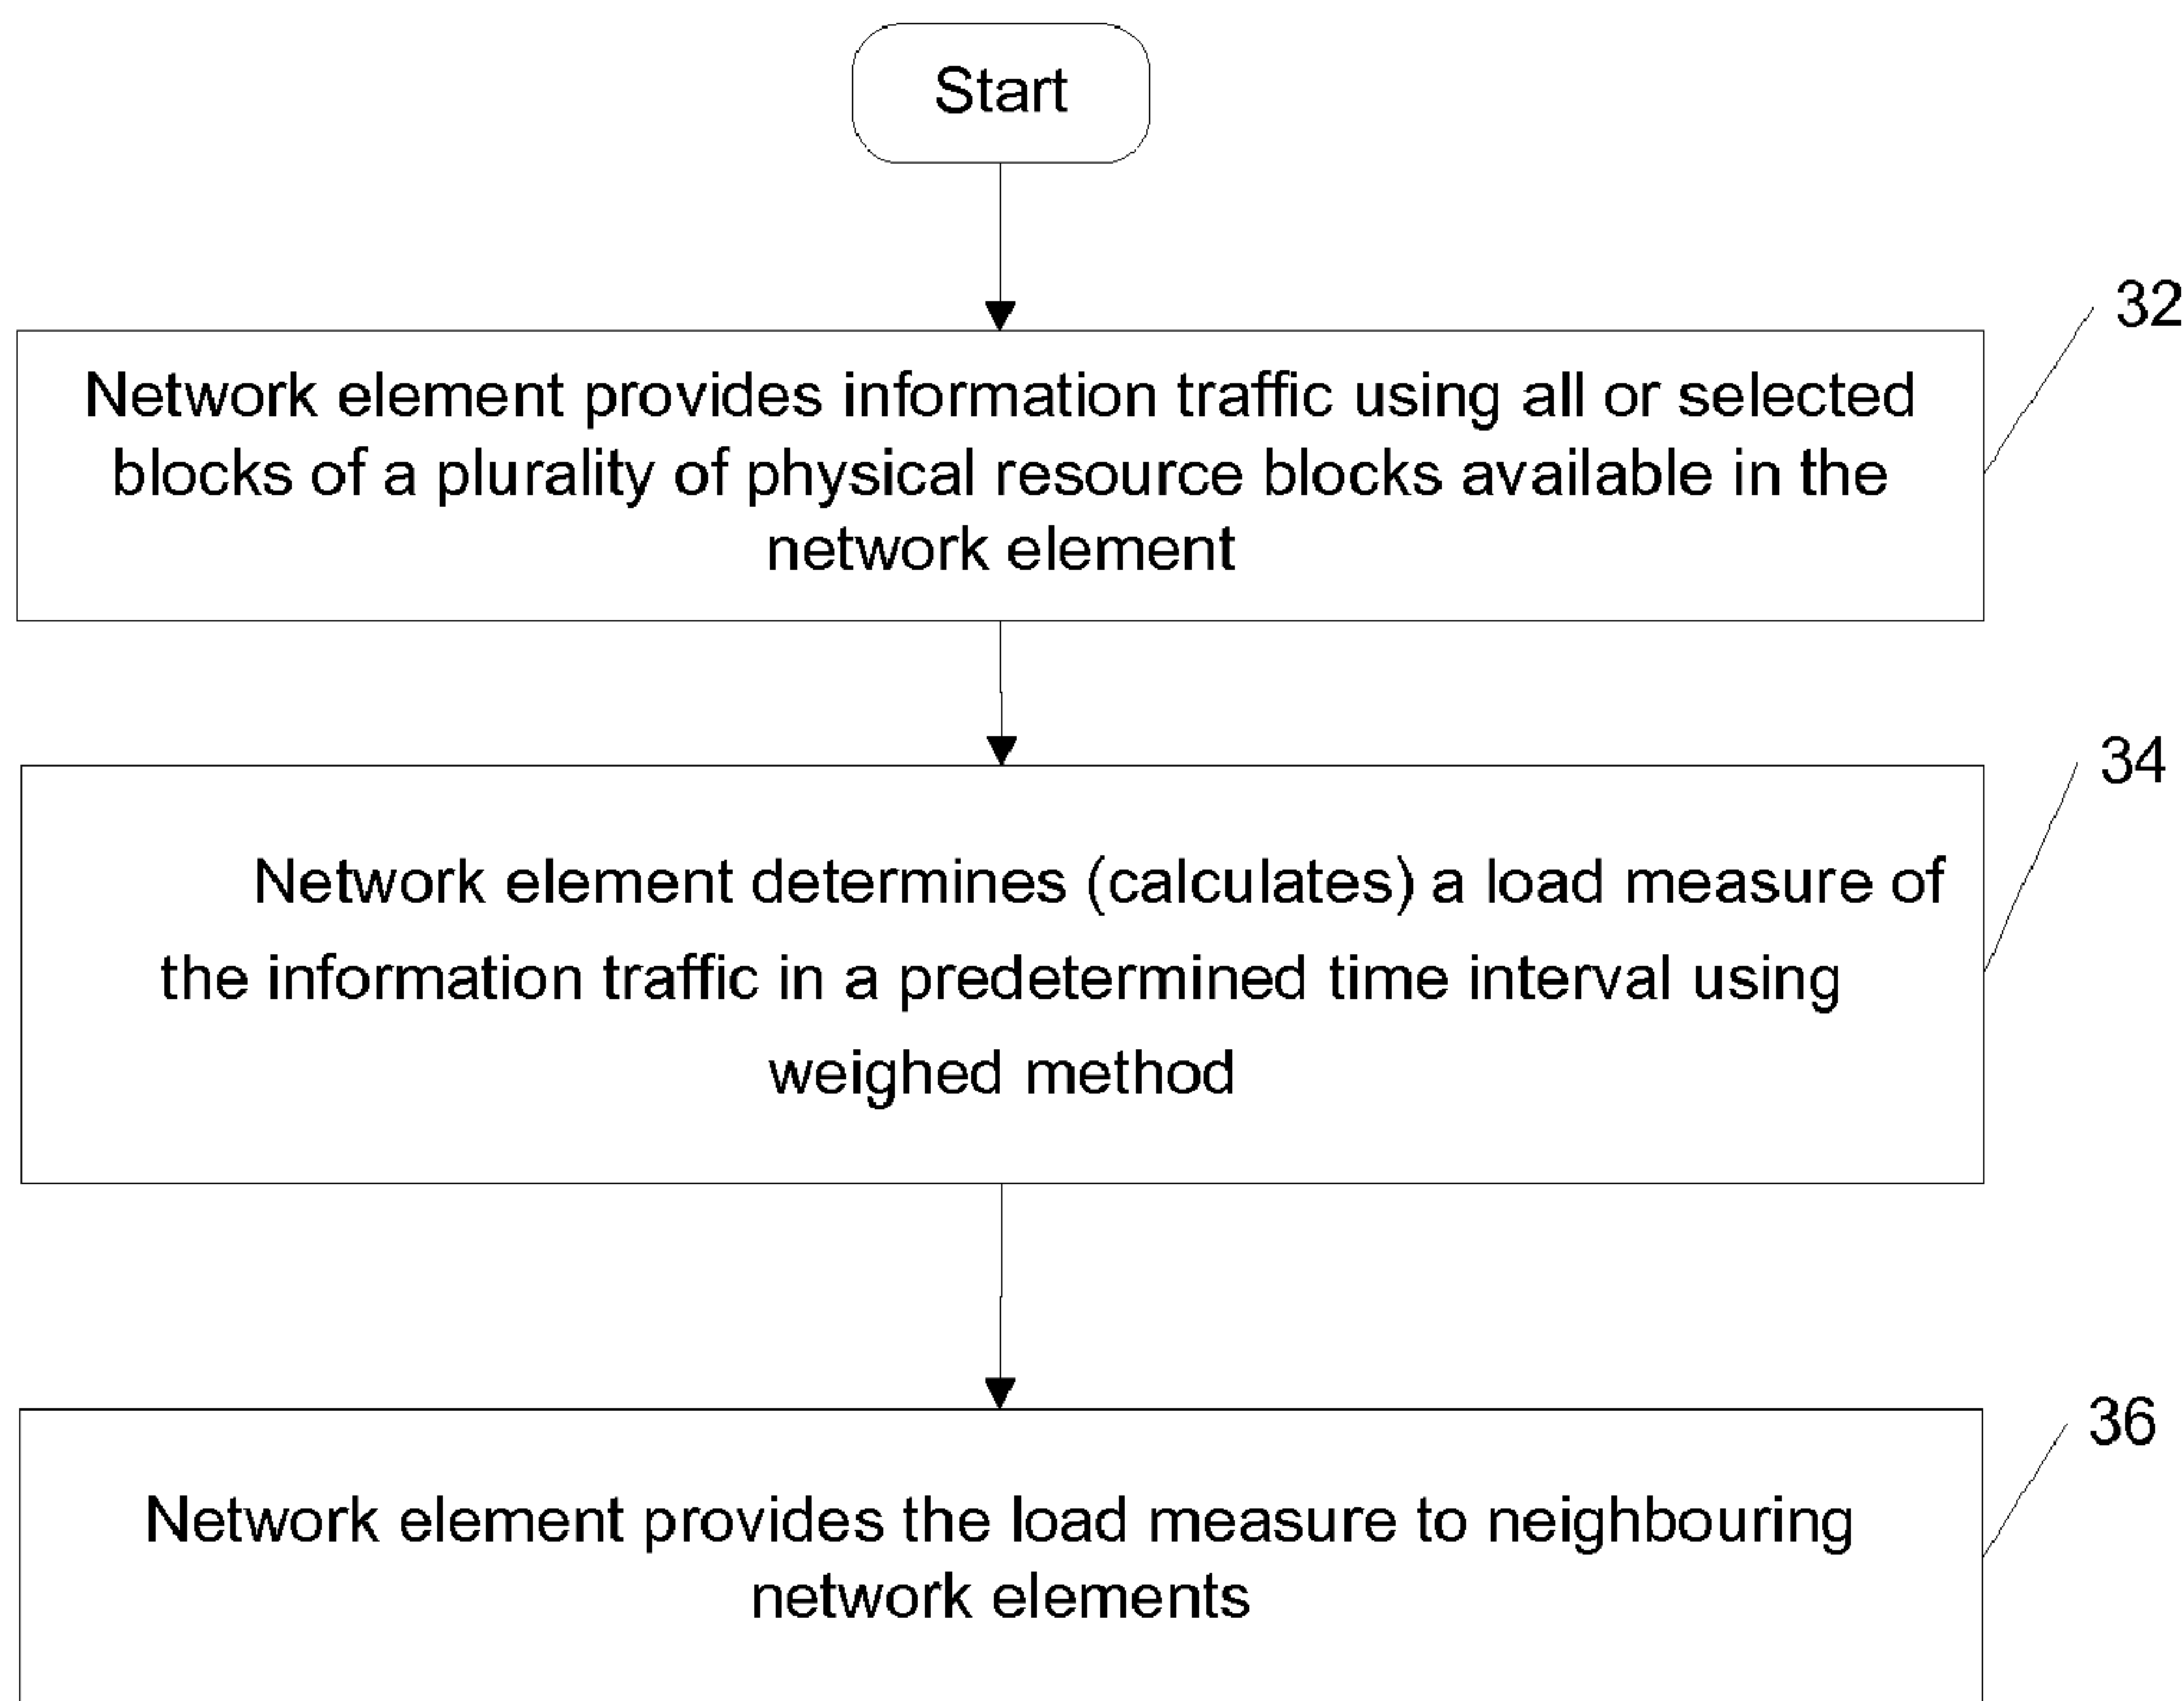 Start
32
Network element provides information traffic using all or selected
blocks of a plurality of physical resource blocks available in the
network element
34
Network element determines (calculates) a load measure of
the information traffic in a predetermined time interval using
weighed method
36
Network element provides the load measure to neighbouring
network elements